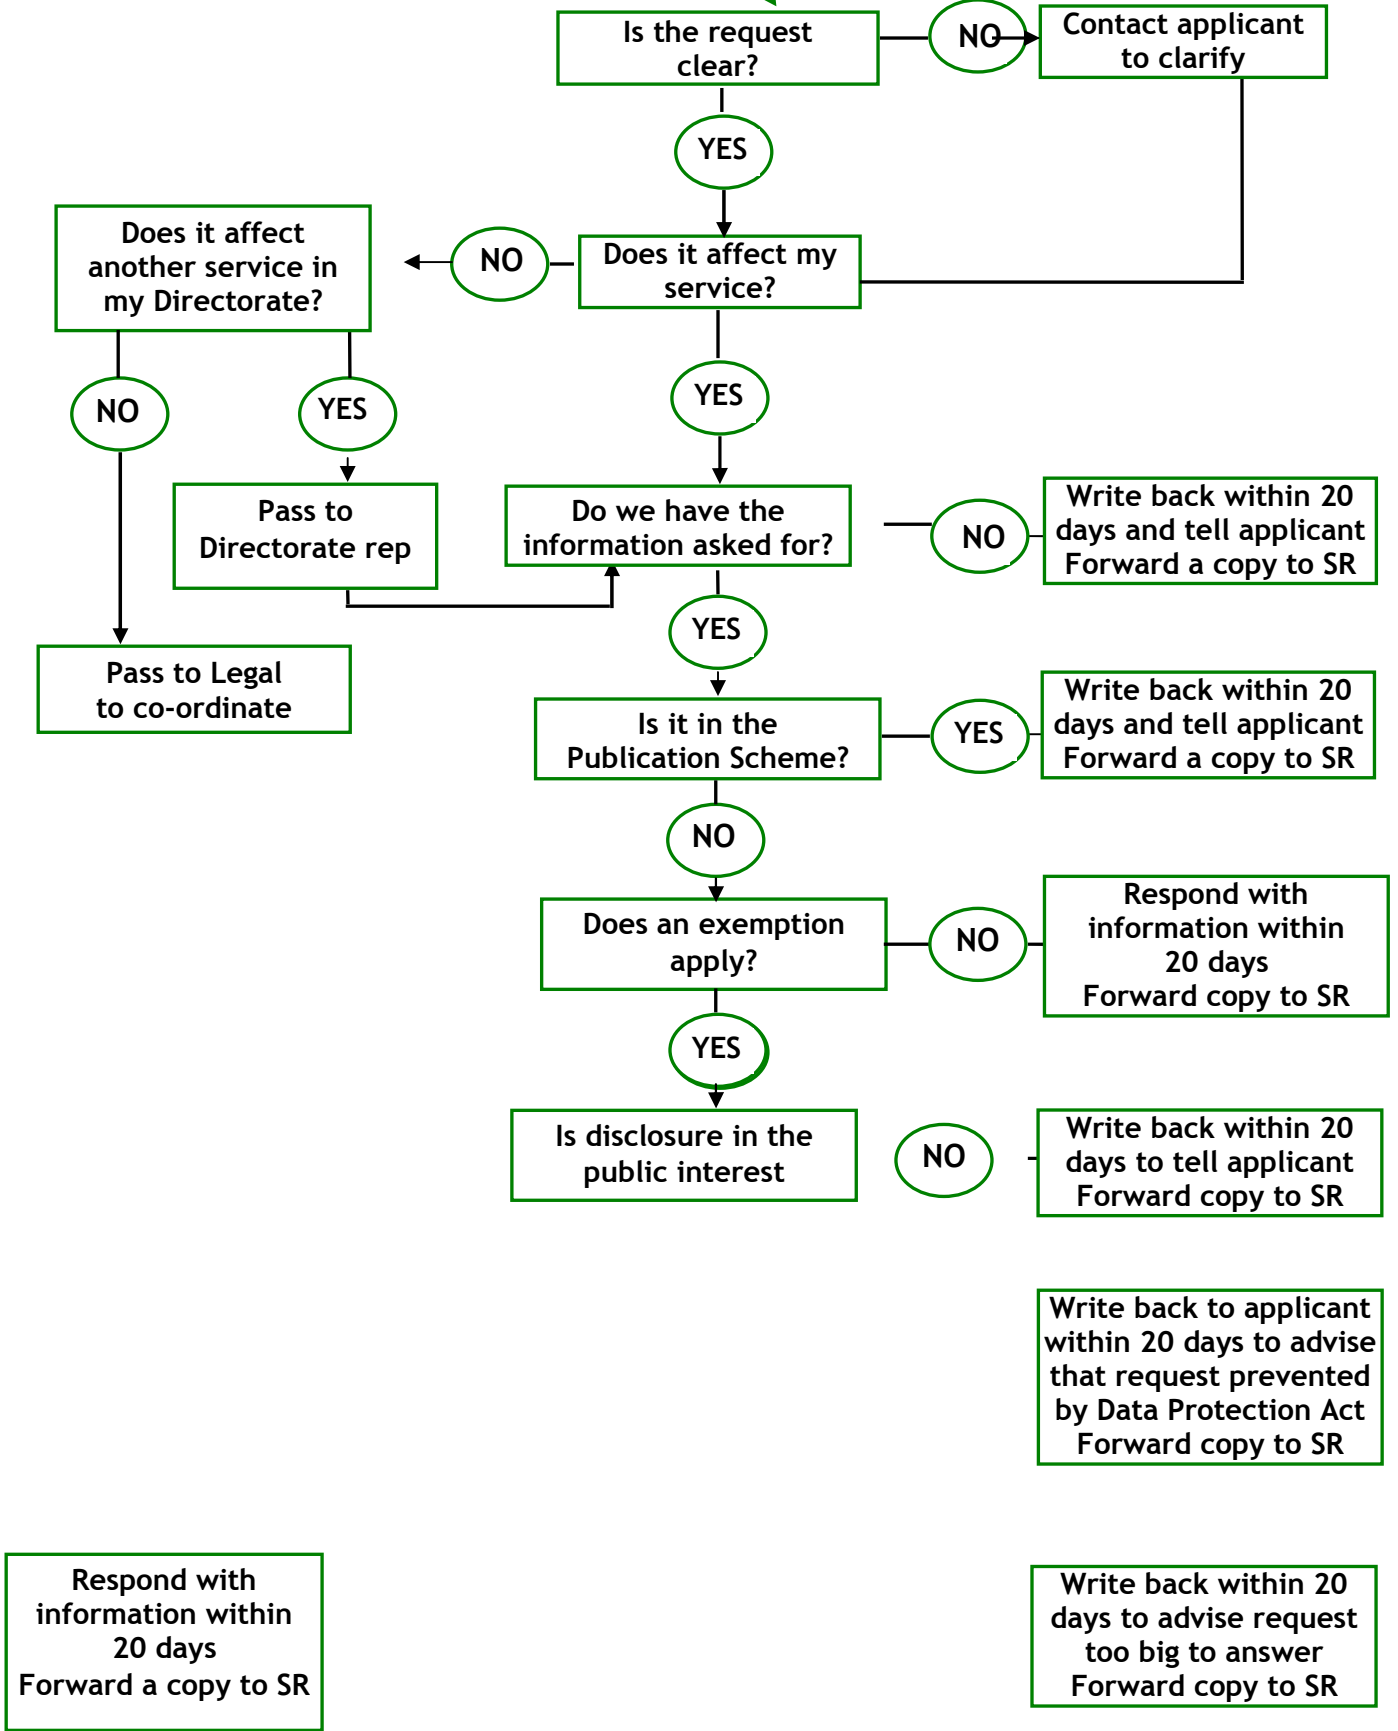 Is the request
clear?
NO
Contact applicant
to clarify
YES
Does it affect
another service in
my Directorate?
NO
Does it affect my
service?
NO
YES
YES
Pass to
Directorate rep
Do we have the
information asked for?
NO
Write back within 20
days and tell applicant
Forward a copy to SR
YES
Pass to Legal
to co-ordinate
Is it in the
Publication Scheme?
YES
Write back within 20
days and tell applicant
Forward a copy to SR
NO
Does an exemption
apply?
NO
Respond with
information within
20 days
Forward copy to SR
YES
Is disclosure in the
public interest
NO
Write back within 20
days to tell applicant
Forward copy to SR
Write back to applicant
within 20 days to advise
that request prevented
by Data Protection Act
Forward copy to SR
Respond with
information within
20 days
Forward a copy to SR
Write back within 20
days to advise request
too big to answer
Forward copy to SR